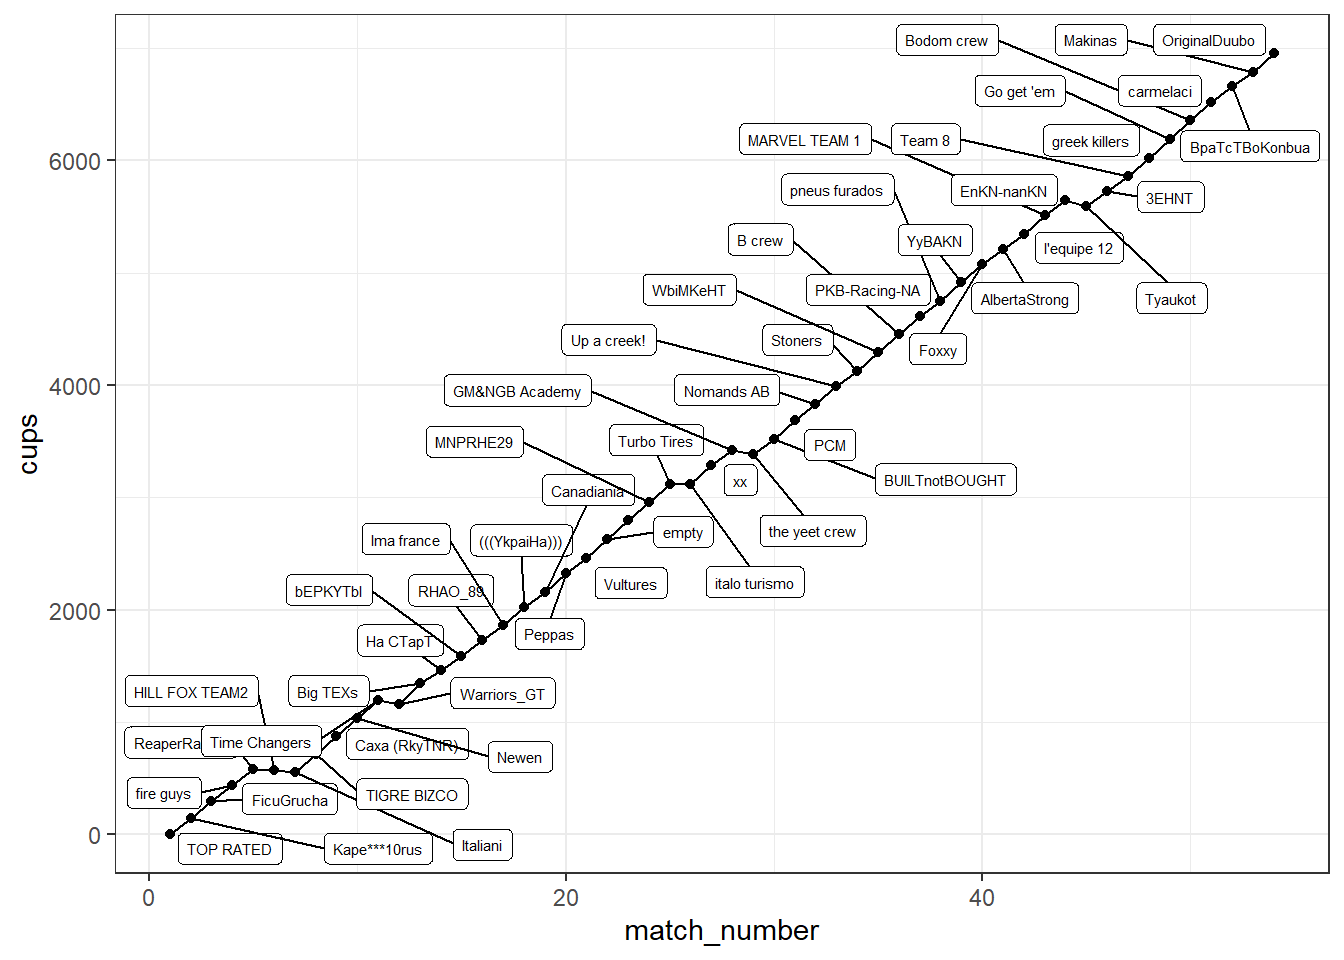 Bodom crew
Makinas
OriginalDuubo
Go get 'em
carmelaci
MARVEL TEAM 1
Team 8
greek killers
BpaTcTBoKonbua
6000
pneus furados
EnKN-nanKN
3EHNT
B crew
YyBAKN
l'equipe 12
WbiMKeHT
PKB-Racing-NA
AlbertaStrong
Tyaukot
Up a creek!
Stoners
Foxxy
4000
GM&NGB Academy
Nomands AB
MNPRHE29
Turbo Tires
PCM
cups
Canadiania
xx
BUILTnotBOUGHT
Ima france
(((YkpaiHa)))
empty
the yeet crew
bEPKYTbI
RHAO_89
Vultures
italo turismo
2000
Ha CTapT
Peppas
HILL FOX TEAM2
Big TEXs
Warriors_GT
Time Changers
Caxa (RkyTNR)
Newen
fire guys
FicuGrucha
TIGRE BIZCO
0
TOP RATED
Kape***10rus
Italiani
0
20
40
match_number